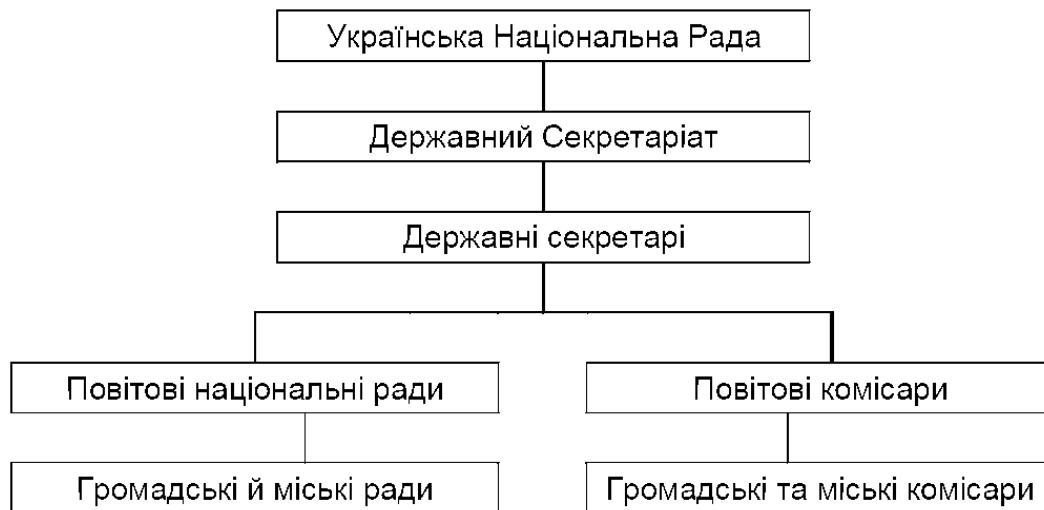 Українська Національна Рада
Державний Секретаріат
Державні секретарі
Повітові національні ради
Повітові комісари
Громадські й міські ради
Громадські та міські комісари